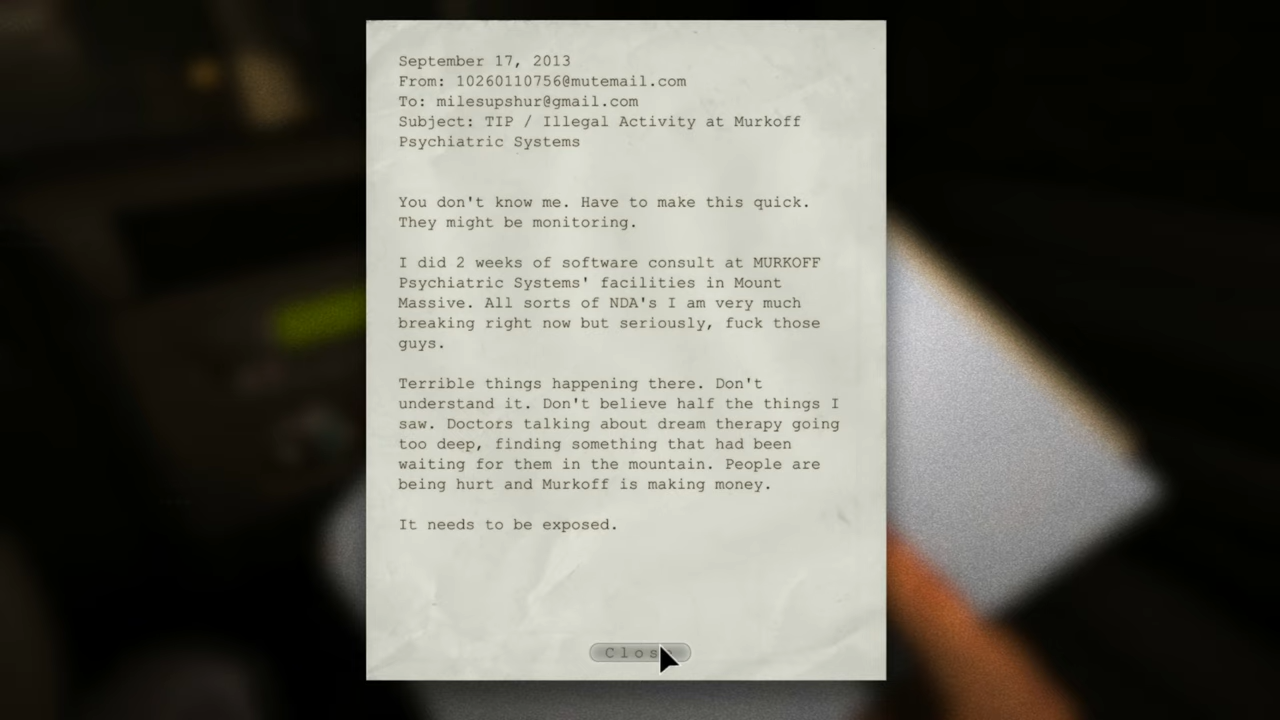 September 17, 2013
From: 10260110756@mutemail.com
To: milesupshur@gmail.com
Subject: TIP / Illegal Activity at Murkoff
Psychiatric Systems
You don't know me. Have to make this quick.
They might be monitoring.
I did 2 weeks of software consult at MURKOFF
Psychiatric Systems' facilities in Mount
Massive. All sorts of NDA's I am very much
breaking right now but seriously, fuck those
guys.
Terrible things happening there. Don't
understand it. Don't believe half the things I
saw. Doctors talking about dream therapy going
too deep, finding something that had been
waiting for them in the mountain. People are
being hurt and Murkoff is making money.
It needs to be exposed.
Close